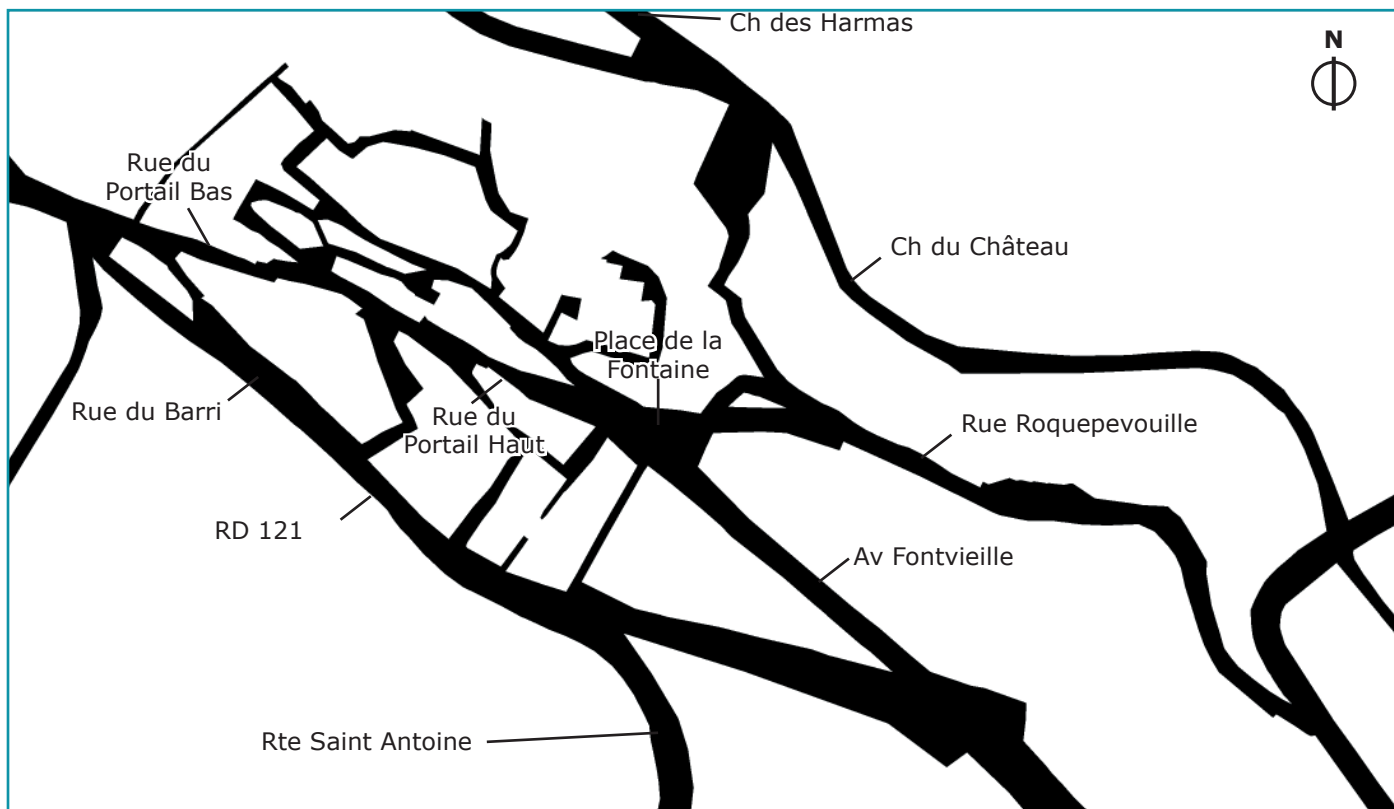 Ch des Harmas
N
Rue du
Portail Bas
Ch du Château
Place de la
Fontaine
Rue du Barri
Rue du
Portail Haut
Rue Roquepevouille
RD 121
Av Fontvieille
Rte Saint Antoine